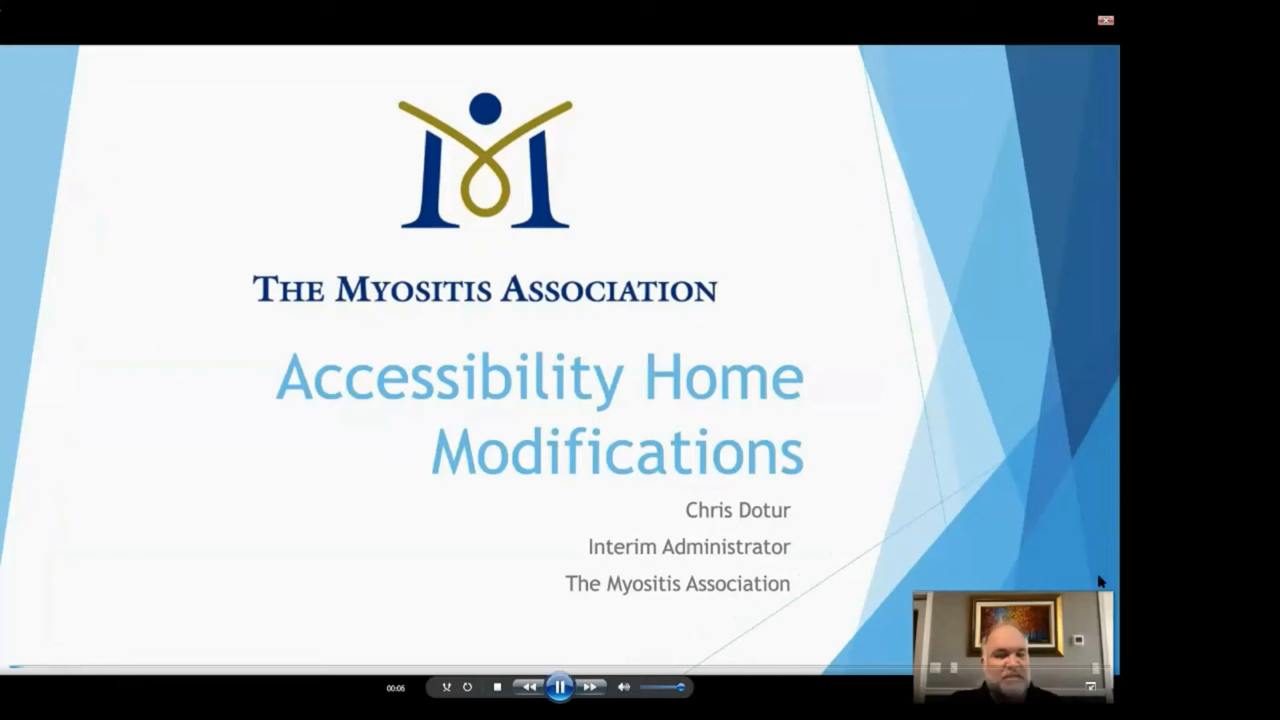 THE MYOSITIS ASSOCIATION
Accessibility Home
Modifications
Chris Dotur
Interim Administrator
The Myositis Association
00:06